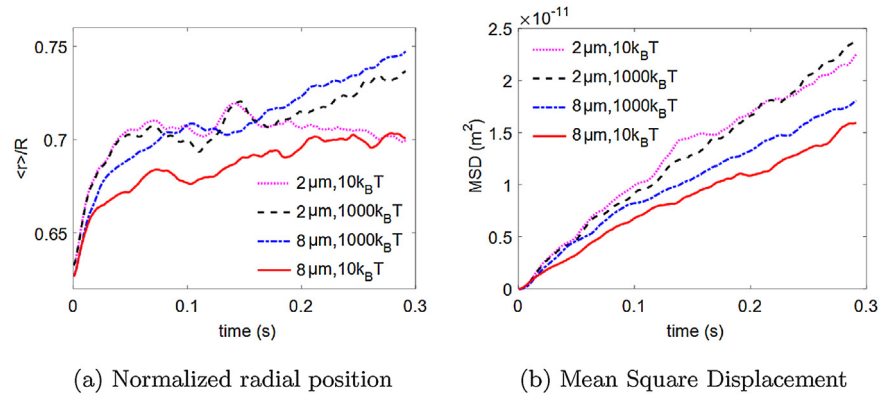 ×10⁻¹¹
0.75
0.7
0.65
<r>/R
2μm,10k_BT
2μm,1000k_BT
8μm,1000k_BT
8μm,10k_BT
0
0.1
0.2
0.3
time (s)
2.5
2
1.5
1
0.5
0
MSD (m²)
2μm,10k_BT
2μm,1000k_BT
8μm,1000k_BT
8μm,10k_BT
0
0.1
0.2
0.3
time (s)
(a) Normalized radial position
(b) Mean Square Displacement